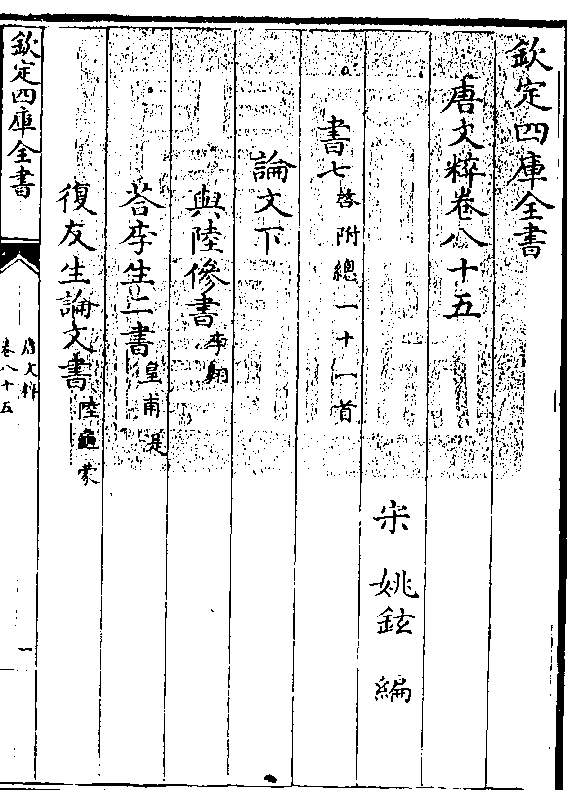 欽定四庫全書
唐文粹卷八十五
宋 姚鉉 編
書七啓附總一十一首
論文下
與陸傪書李翺
荅李生二書皇甫湜
復友生論文書陸龜蒙
欽定四庫全書
唐文粹
卷八十五
一